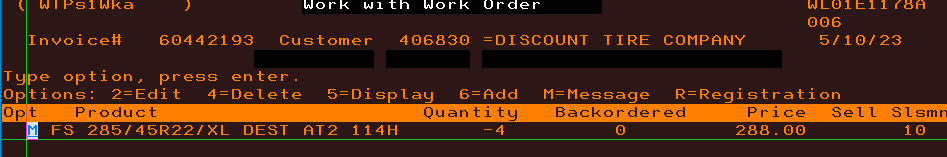 ( WTPs1Wka ) Work with Work Order WL01E1178A
006
Invoice# 60442193 Customer 406830 =DISCOUNT TIRE COMPANY 5/10/23
Type option, press enter.
Options: 2=Edit 4=Delete 5=Display 6=Add M=Message R=Registration
Opt Product Quantity Backordered Price Sell Slsmn
M FS 285/45R22/XL DEST AT2 114H -4 0 288.00 10